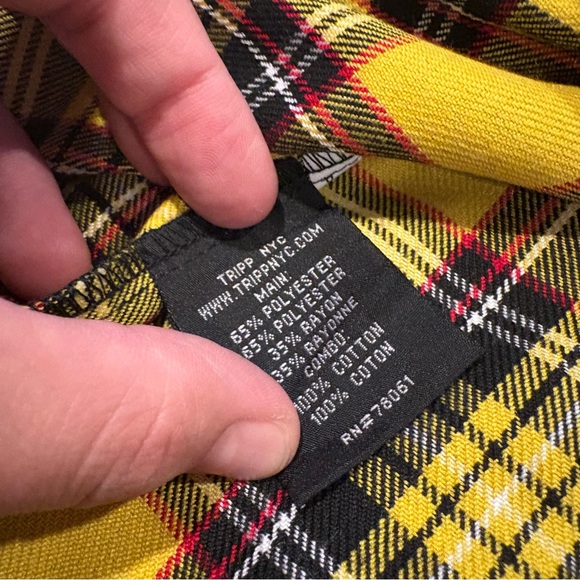 TRIPP NYC
WWW.TRIPPNYC.COM
MAIN:
65% POLYESTER
65% POLYESTER
35% RAYON
35% RAYONNE
COMBO:
100% COTTON
100% COTON
RN# 78061